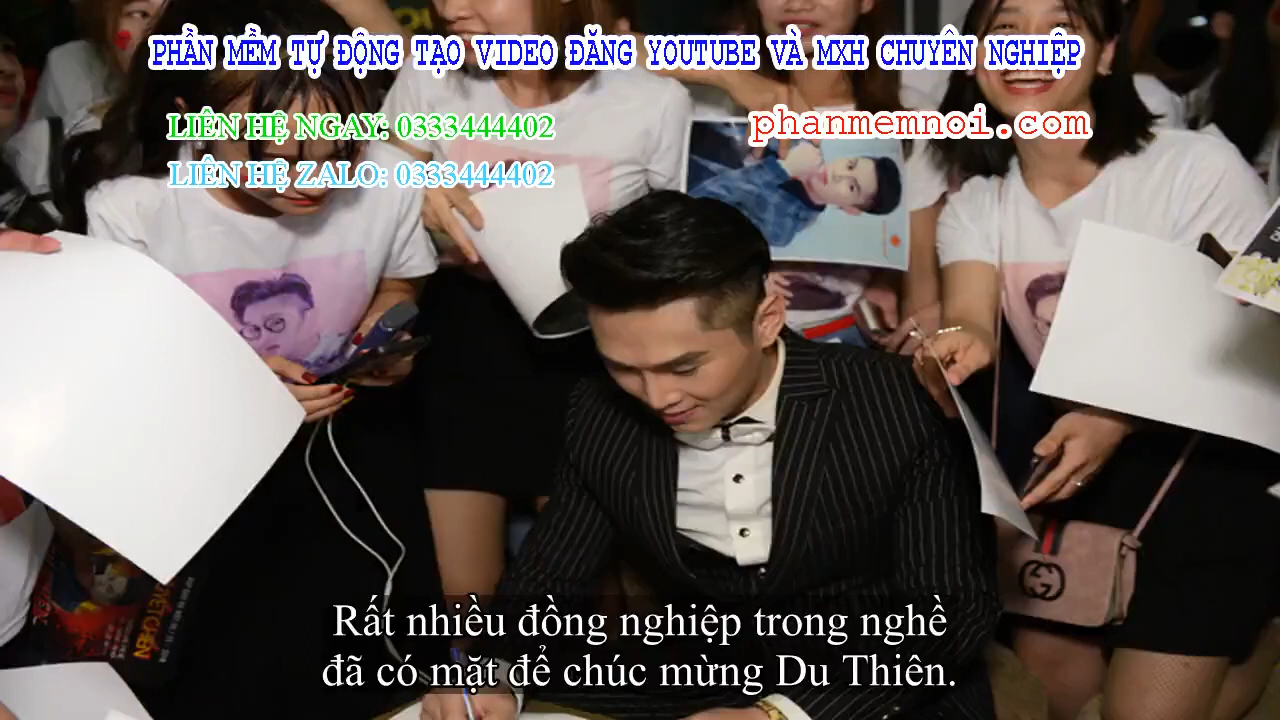 PHẦN MỀM TỰ ĐỘNG TẠO VIDEO ĐĂNG YOUTUBE VÀ MXH CHUYÊN NGHIỆP
LIÊN HỆ NGAY: 0333444402
phanmemnoi.com
LIÊN HỆ ZALO: 0333444402
Rất nhiều đồng nghiệp trong nghề
đã có mặt để chúc mừng Du Thiên.